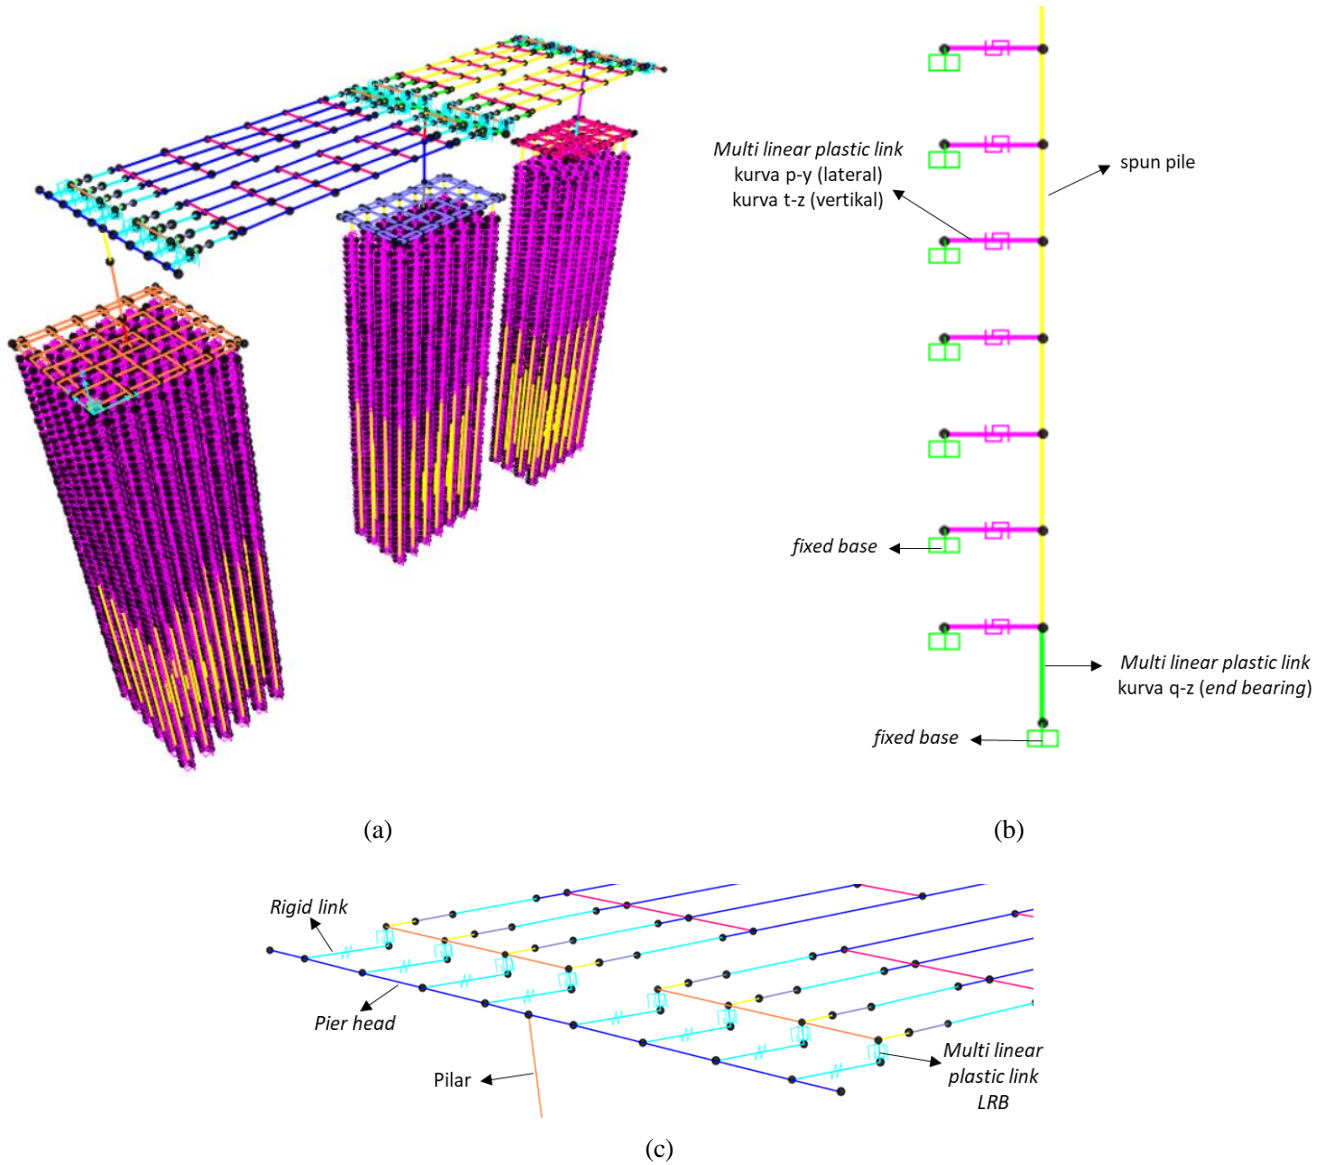 Multi linear plastic link
kurva p-y (lateral)
kurva t-z (vertikal)
spun pile
fixed base
Multi linear plastic link
kurva q-z (end bearing)
fixed base
(a)
(b)
Rigid link
Pier head
Pilar
Multi linear
plastic link
LRB
(c)